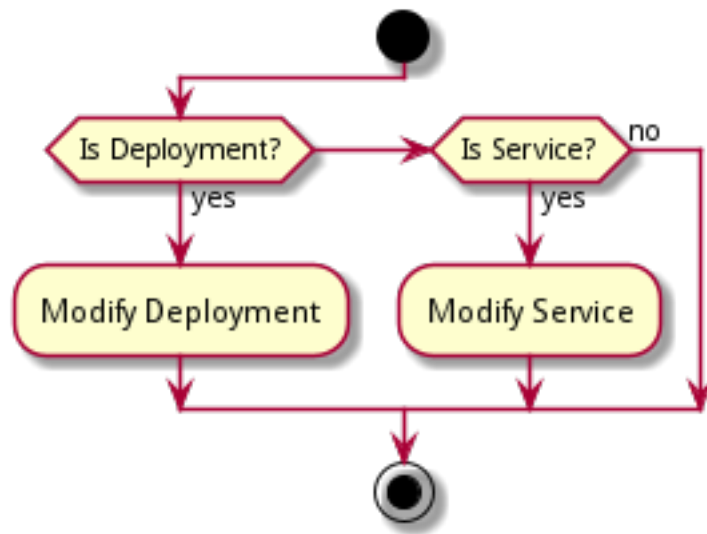 Is Deployment?
Is Service?
no
yes
yes
Modify Deployment
Modify Service